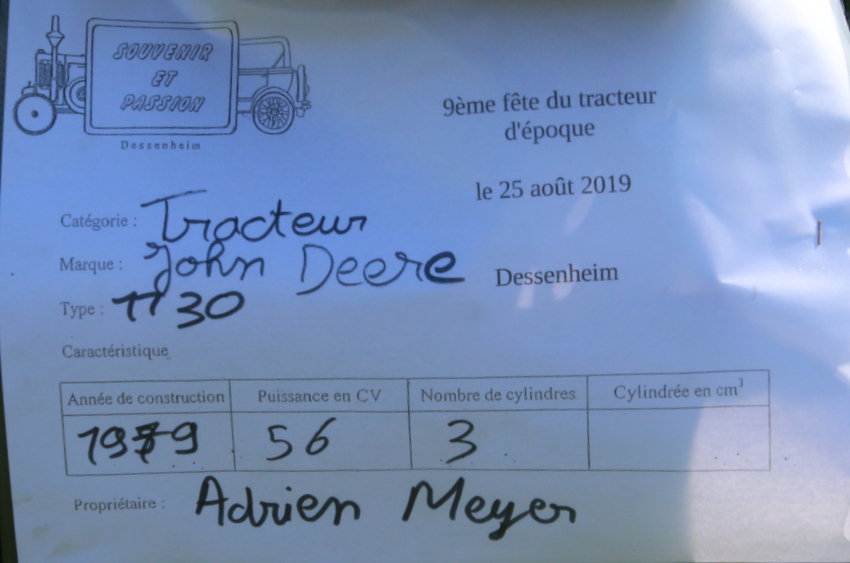 SOUVENIR
ET
PASSION
Dessenheim
9ème fête du tracteur
d'époque
le 25 août 2019
Dessenheim
Catégorie : Tracteur
Marque : John Deere
Type : 1130
Caractéristique
Année de construction Puissance en CV Nombre de cylindres Cylindrée en cm³
1979 56 3
Propriétaire : Adrien Meyer